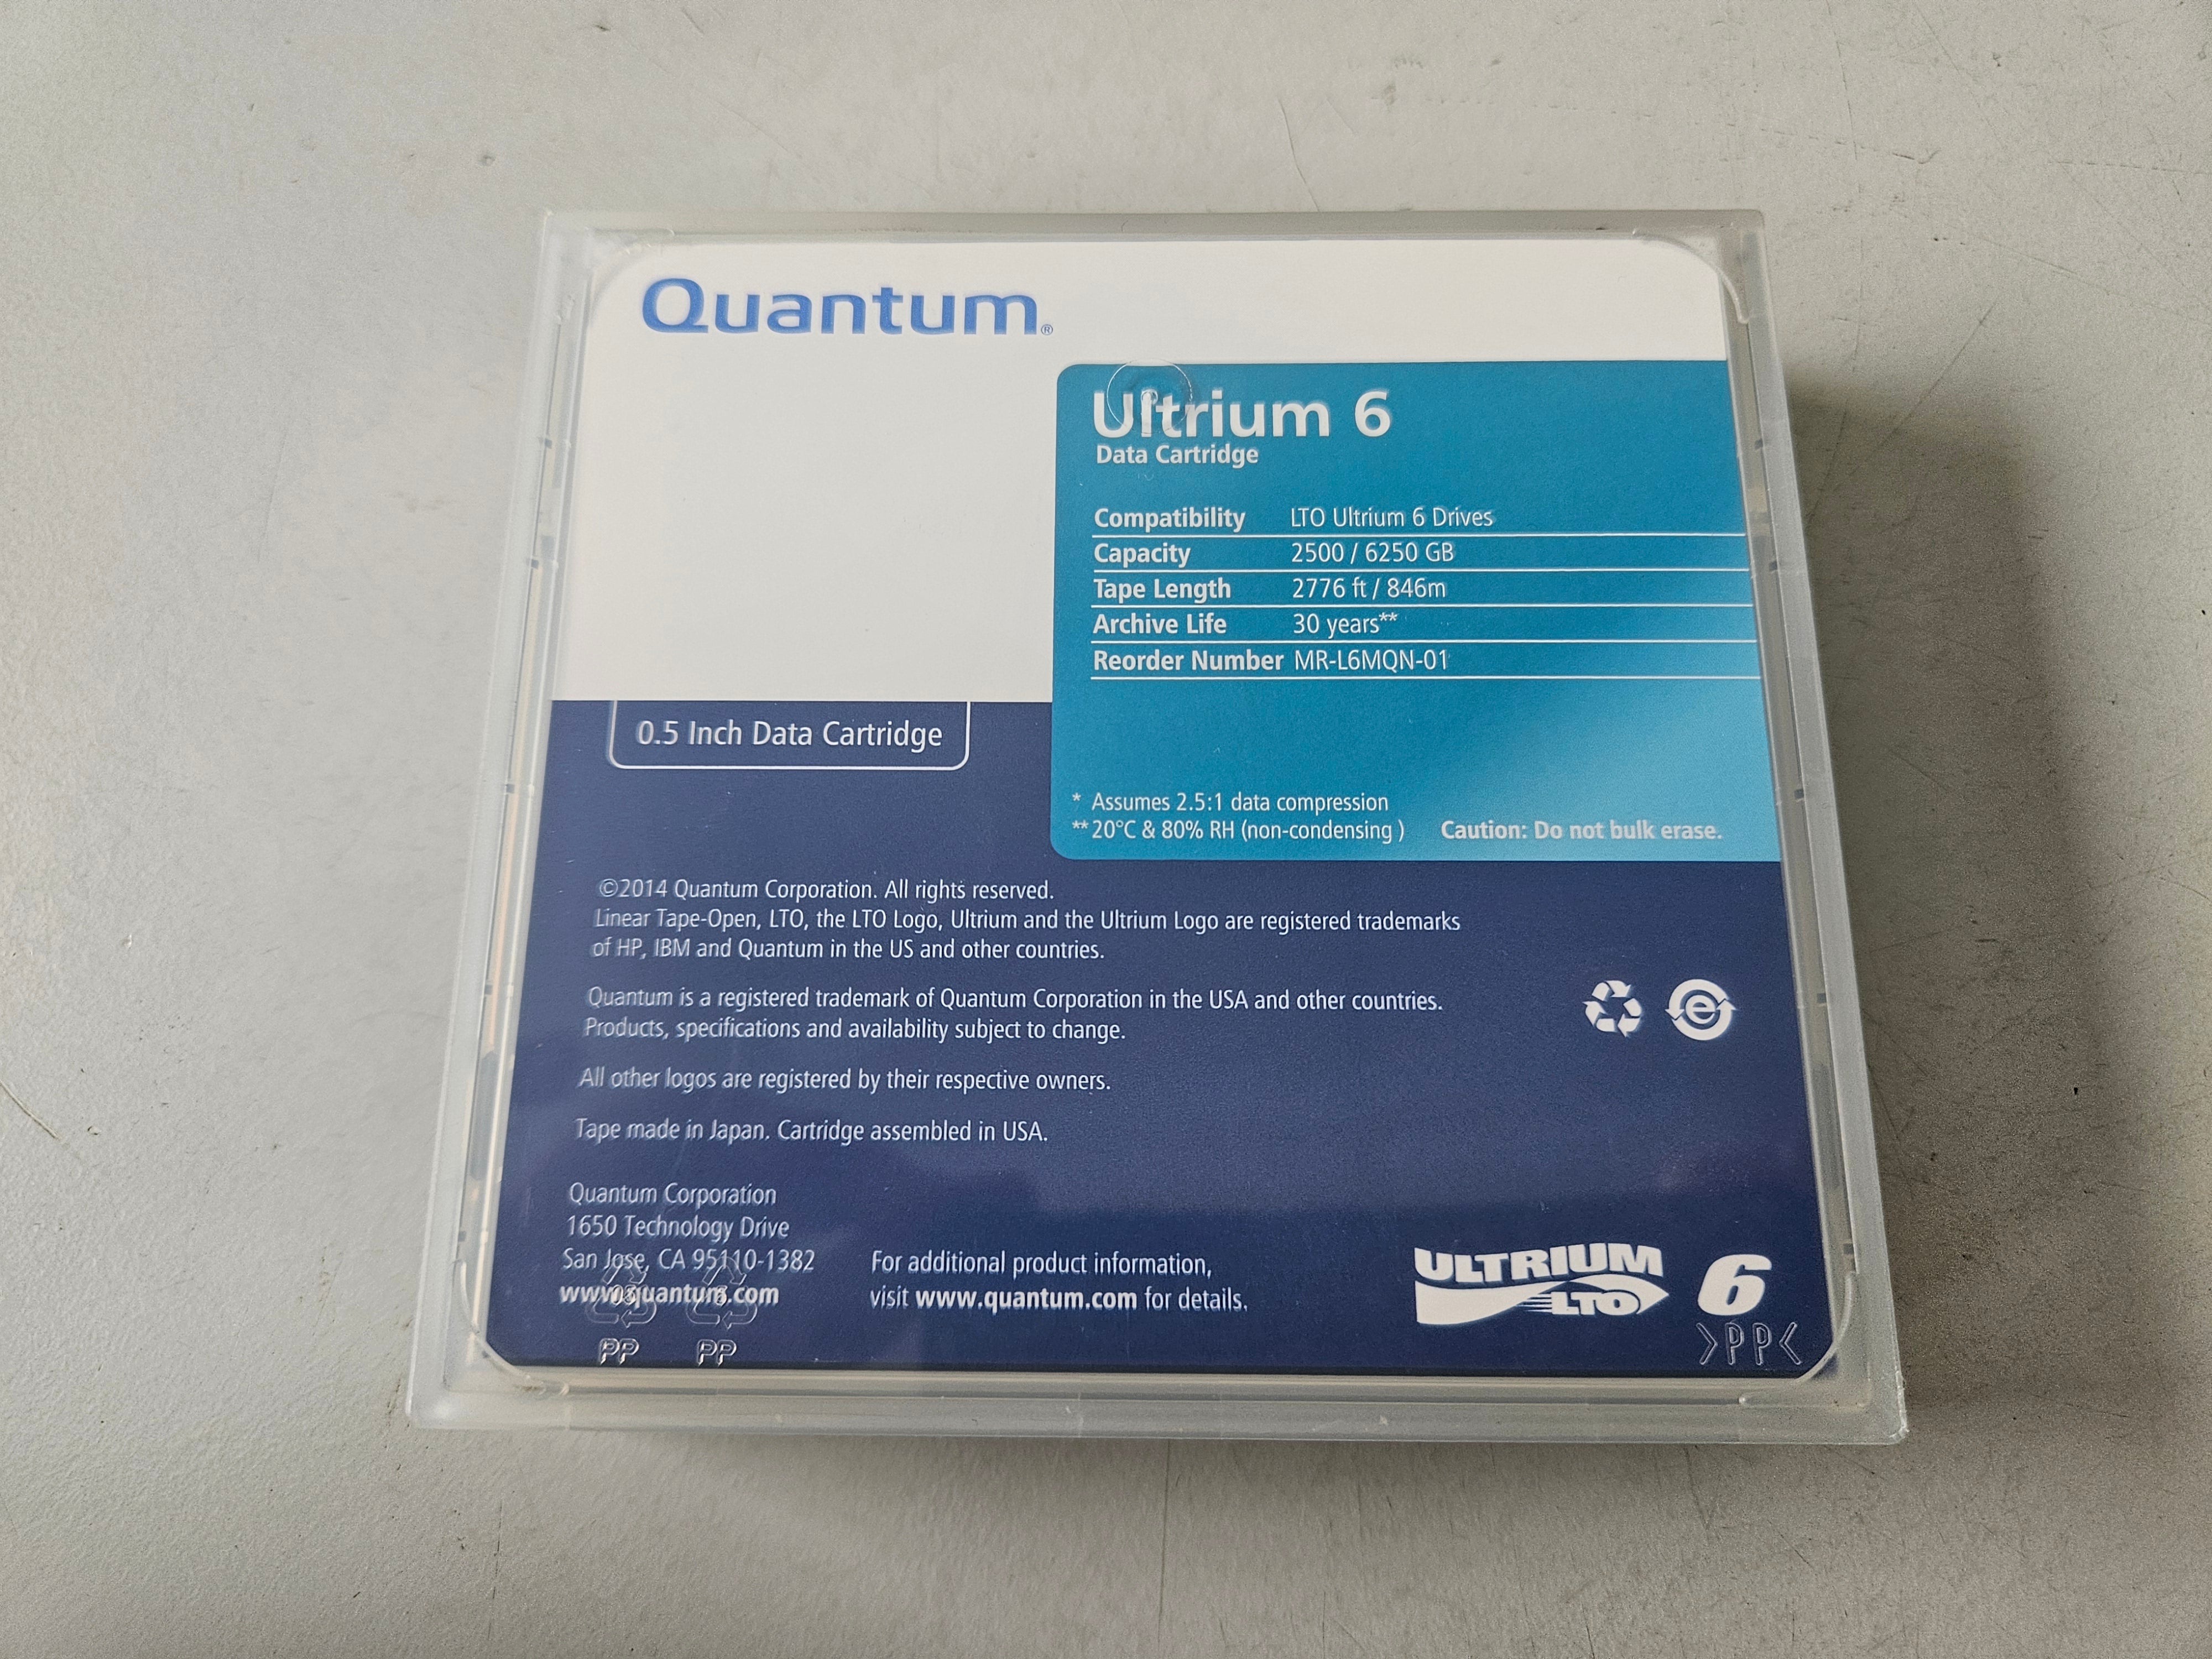 Quantum®
Ultrium 6
Data Cartridge
Compatibility LTO Ultrium 6 Drives
Capacity 2500 / 6250 GB
Tape Length 2776 ft / 846m
Archive Life 30 years**
Reorder Number MR-L6MQN-01
* Assumes 2.5:1 data compression
** 20°C & 80% RH (non-condensing ) Caution: Do not bulk erase.
0.5 Inch Data Cartridge
©2014 Quantum Corporation. All rights reserved.
Linear Tape-Open, LTO, the LTO Logo, Ultrium and the Ultrium Logo are registered trademarks
of HP, IBM and Quantum in the US and other countries.
Quantum is a registered trademark of Quantum Corporation in the USA and other countries.
Products, specifications and availability subject to change.
All other logos are registered by their respective owners.
Tape made in Japan. Cartridge assembled in USA.
Quantum Corporation
1650 Technology Drive
San Jose, CA 95110-1382
www.quantum.com
For additional product information,
visit www.quantum.com for details.
ULTRIUM
LTO
6
PP PP
>PP<